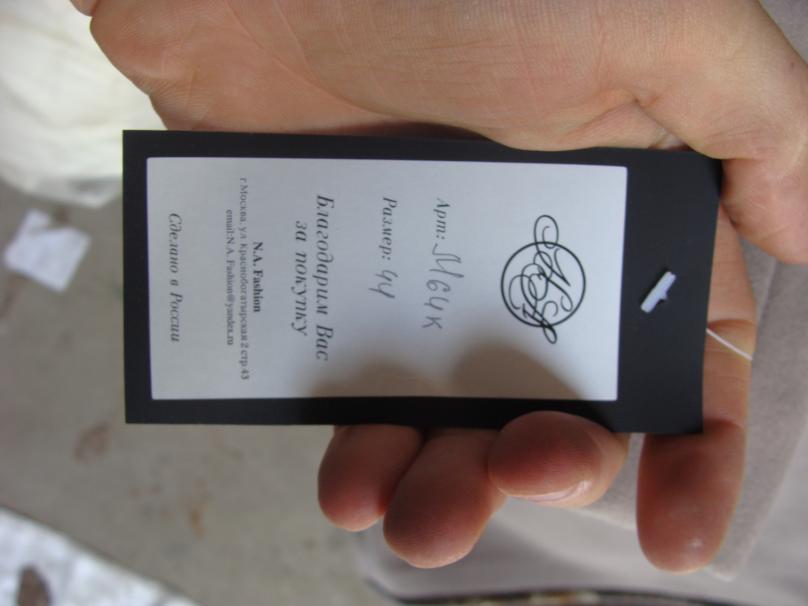 Арт: М64К
Размер: 44
Благодарим Вас
за покупку
N.A. Fashion
г Москва, ул Краснобогатырская 2 стр 43
email:N.A. Fashion@yandex.ru
Сделано в России